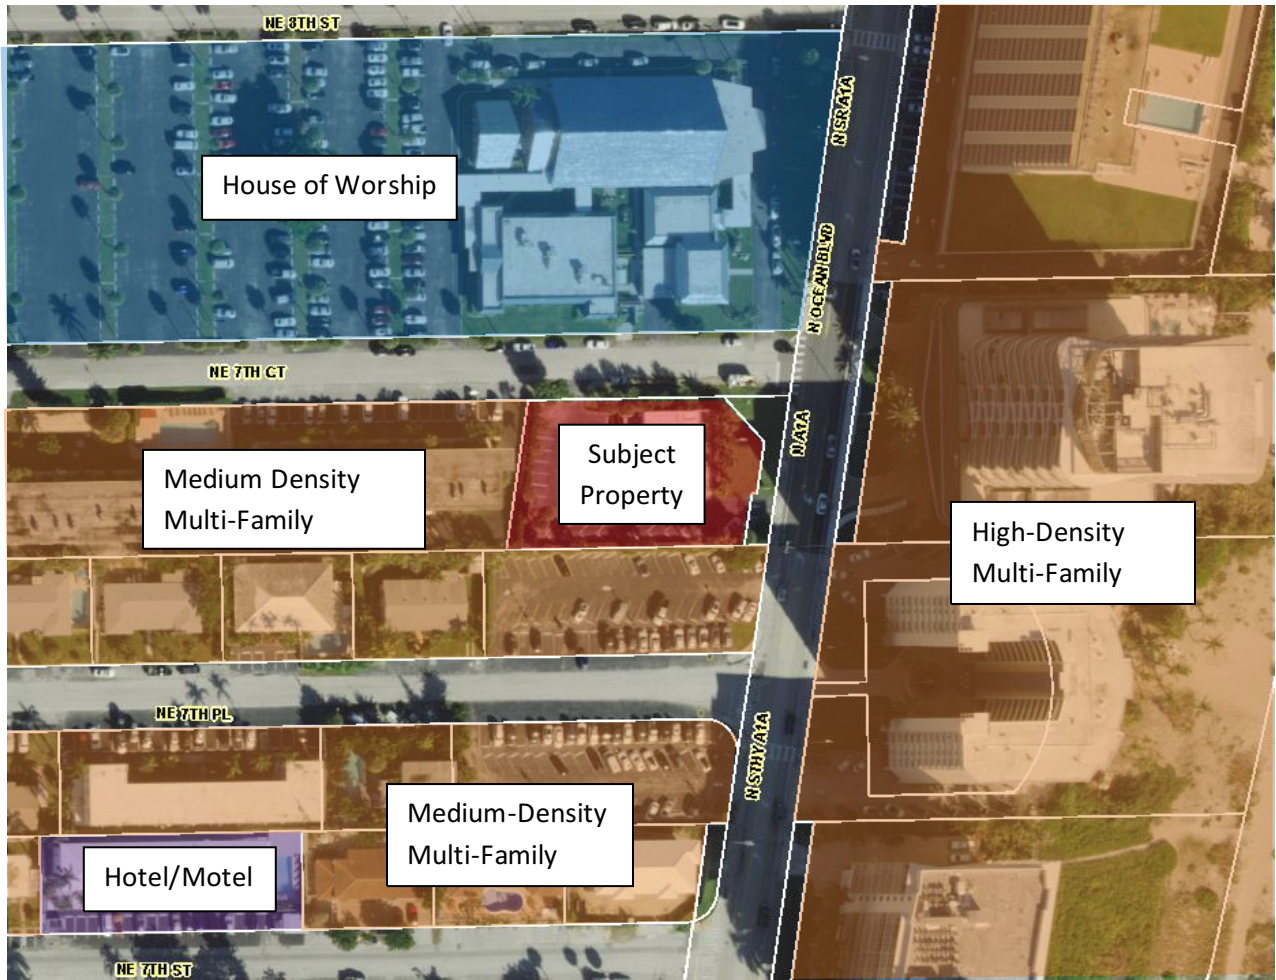 NE 8TH ST
N SR A1A
House of Worship
N OCEAN BLVD
NE 7TH CT
N A1A
Subject
Property
Medium Density
Multi-Family
High-Density
Multi-Family
NE 7TH PL
N STHY A1A
Medium-Density
Multi-Family
Hotel/Motel
NE 7TH ST